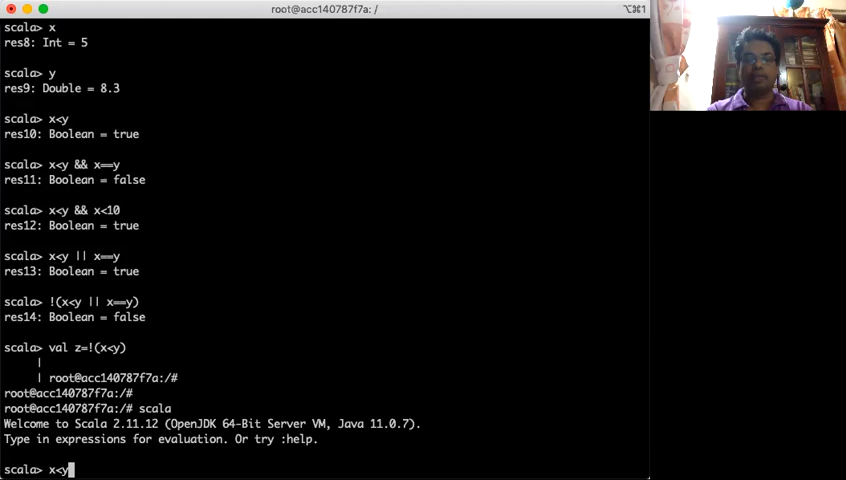 root@acc140787f7a: /
⌥⌘1
scala> x
res8: Int = 5
scala> y
res9: Double = 8.3
scala> x<y
res10: Boolean = true
scala> x<y && x==y
res11: Boolean = false
scala> x<y && x<10
res12: Boolean = true
scala> x<y || x==y
res13: Boolean = true
scala> !(x<y || x==y)
res14: Boolean = false
scala> val z=!(x<y)
|
| root@acc140787f7a:/#
root@acc140787f7a:/#
root@acc140787f7a:/# scala
Welcome to Scala 2.11.12 (OpenJDK 64-Bit Server VM, Java 11.0.7).
Type in expressions for evaluation. Or try :help.
scala> x<y